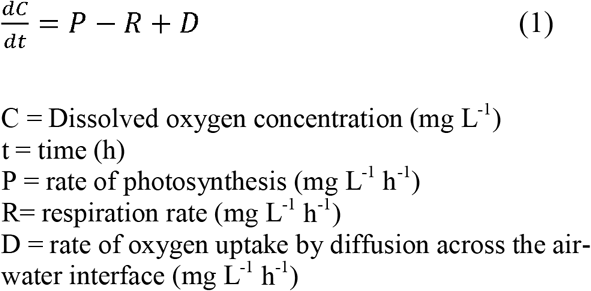 dC/dt = P − R + D (1)
C = Dissolved oxygen concentration (mg L⁻¹)
t = time (h)
P = rate of photosynthesis (mg L⁻¹ h⁻¹)
R= respiration rate (mg L⁻¹ h⁻¹)
D = rate of oxygen uptake by diffusion across the air-
water interface (mg L⁻¹ h⁻¹)